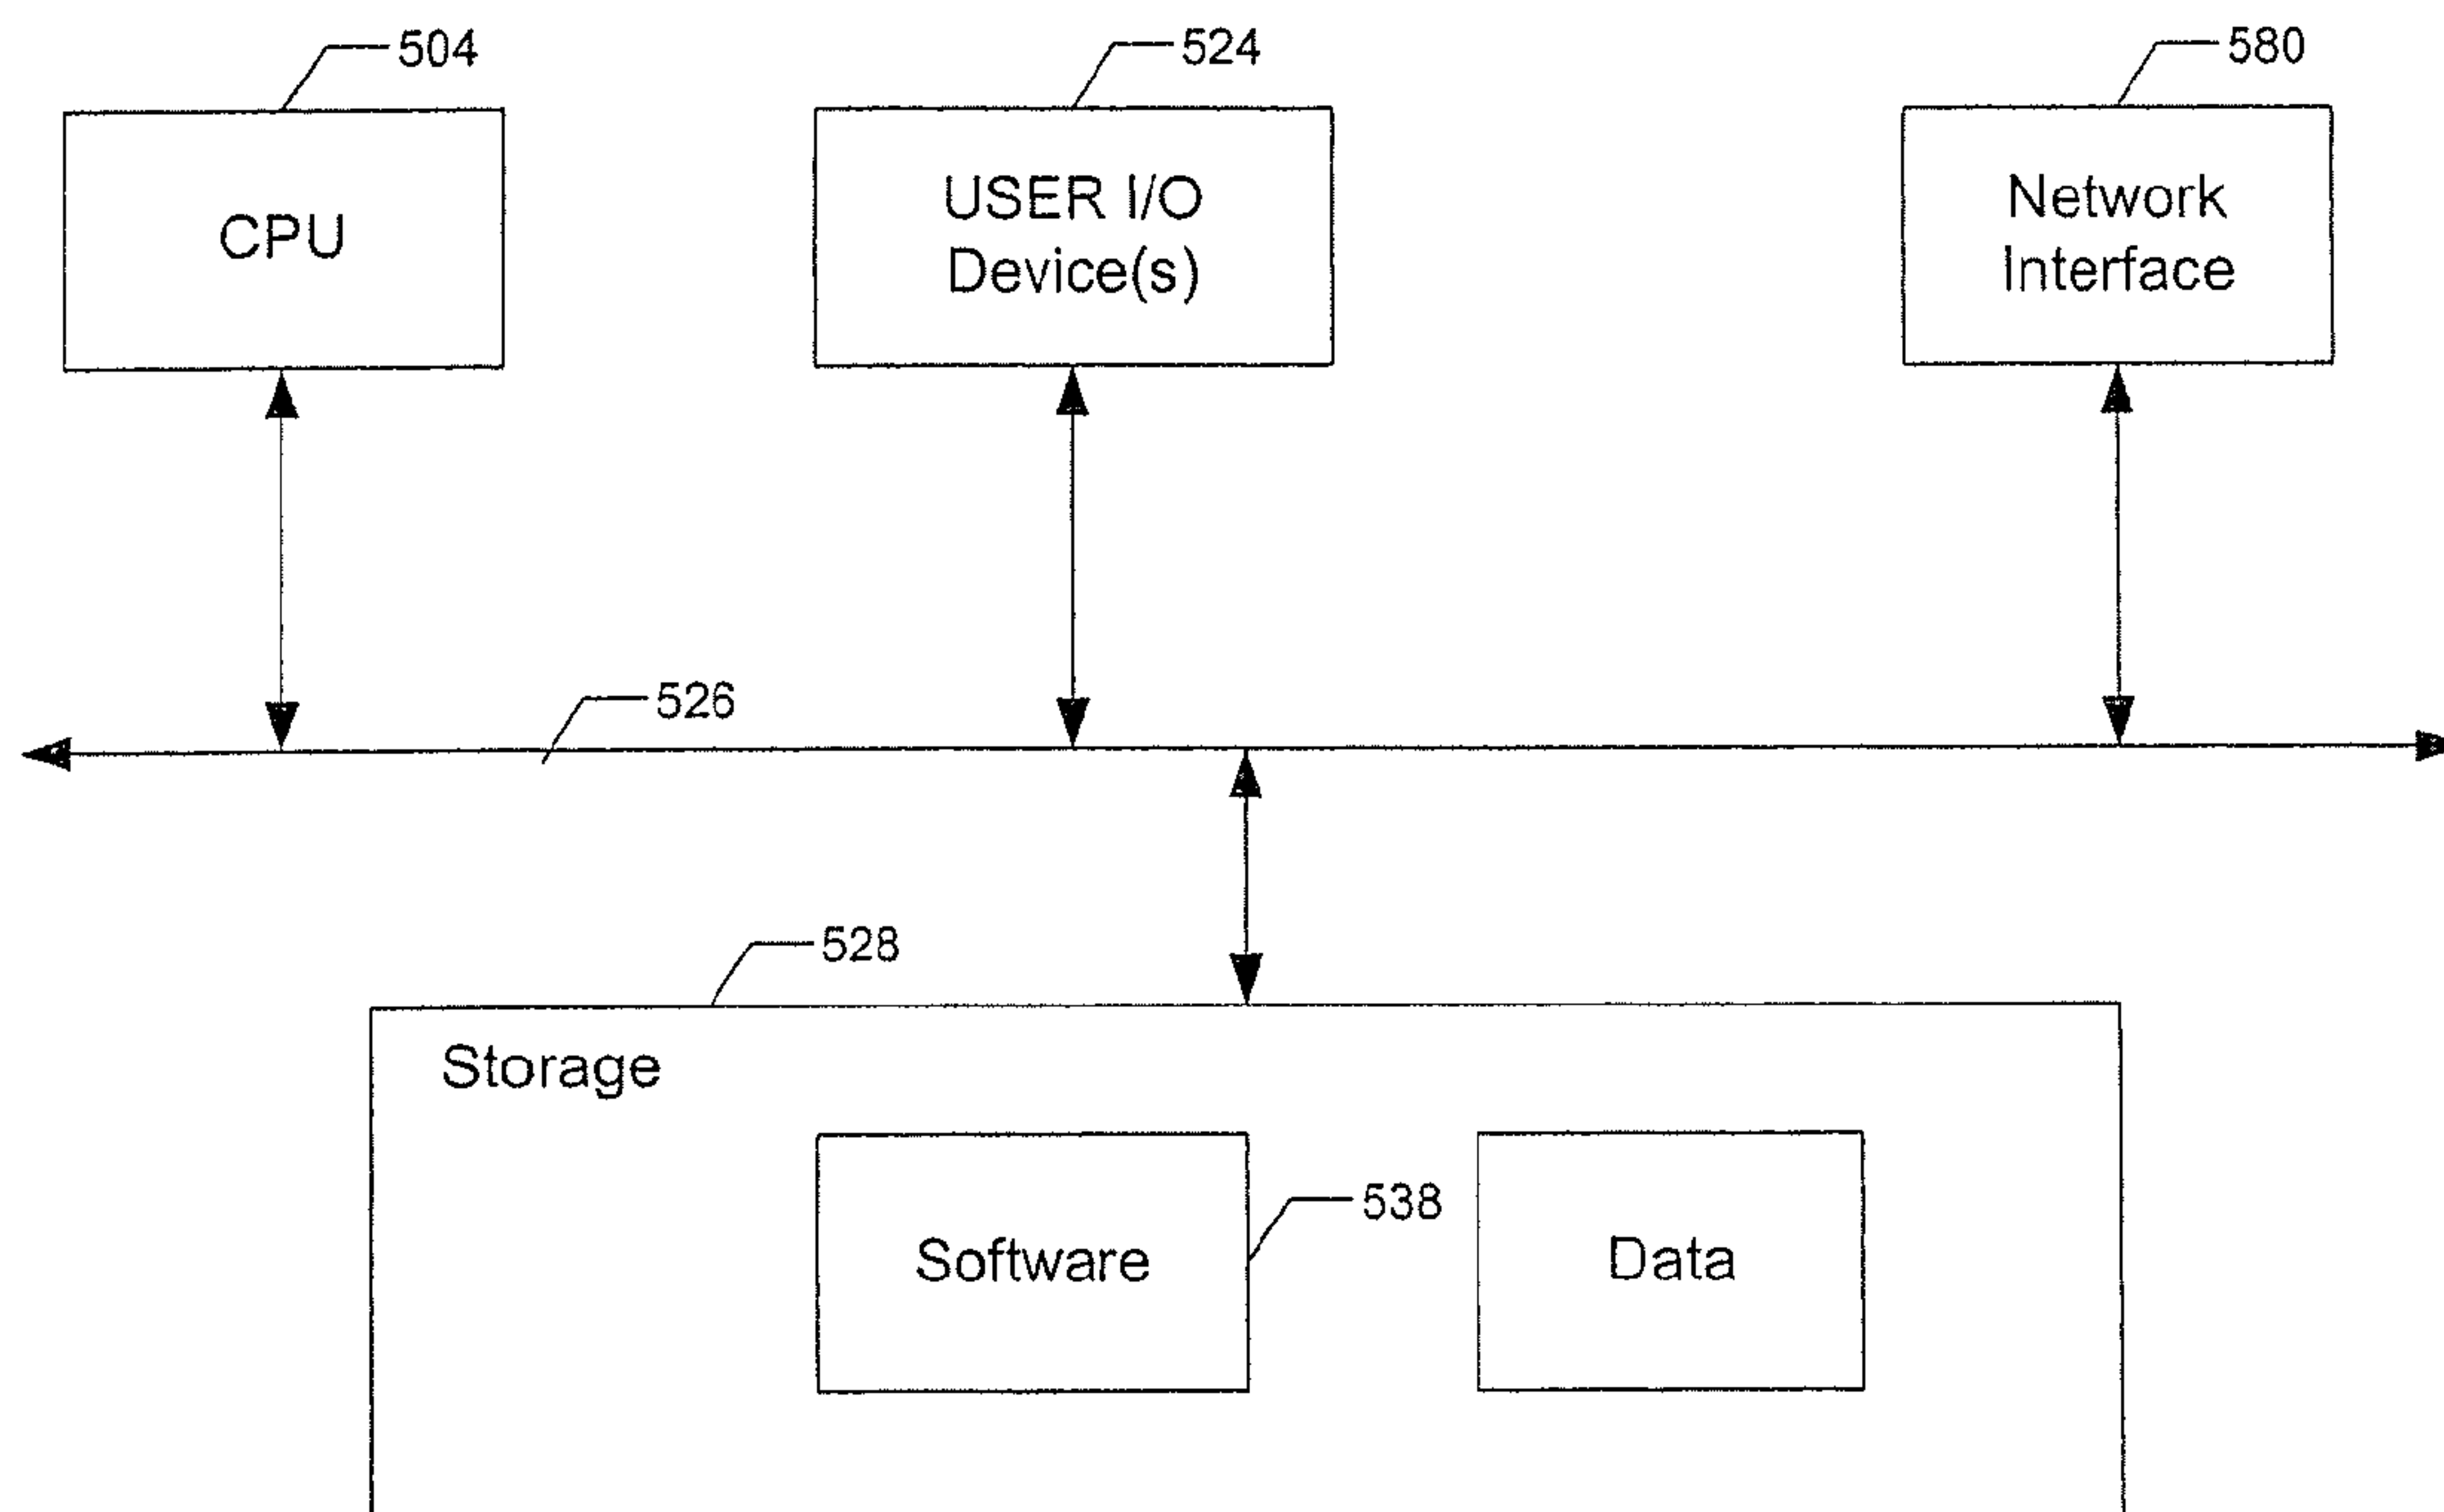 504
524
580
CPU
USER I/O
Device(s)
Network
Interface
526
528
Storage
538
Software
Data